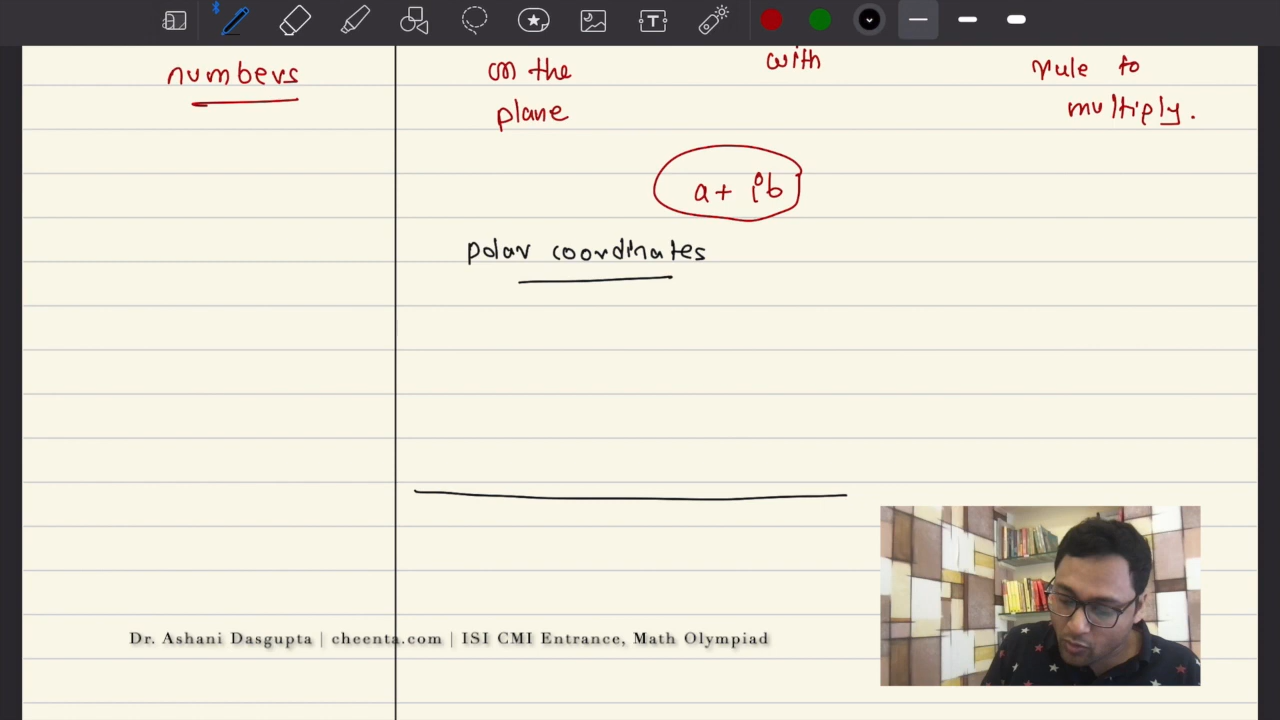 numbers
on the
plane
with
rule to
multiply.
a+ ib
polar coordinates
Dr. Ashani Dasgupta | cheenta.com | ISI CMI Entrance, Math Olympiad